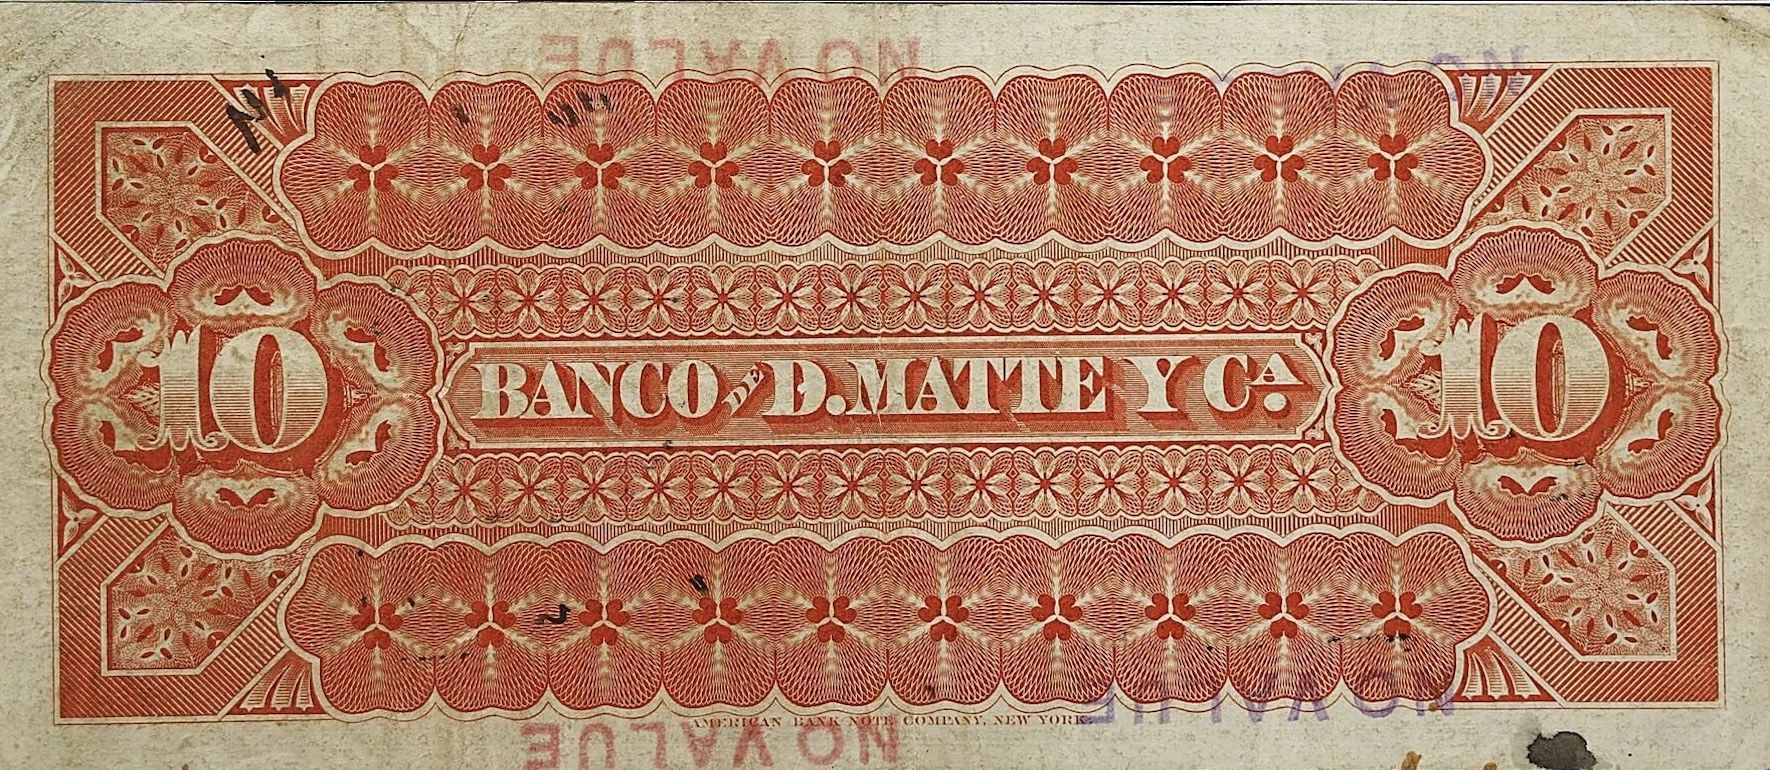 NO VALUE
NO VALUE
10
BANCO DE D. MATTE Y CA.
10
AMERICAN BANK NOTE COMPANY, NEW YORK.
NO VALUE
NO VALUE